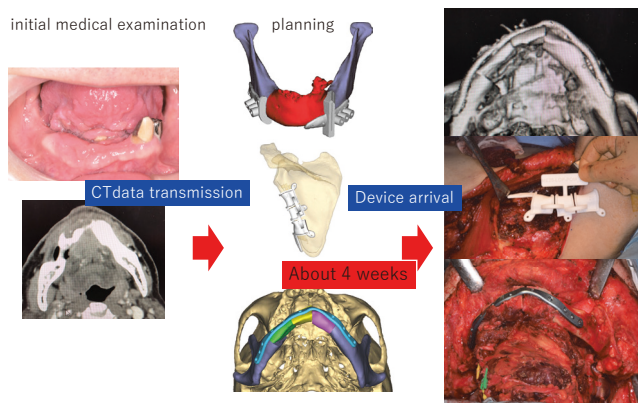 initial medical examination
planning
CTdata transmission
Device arrival
About 4 weeks